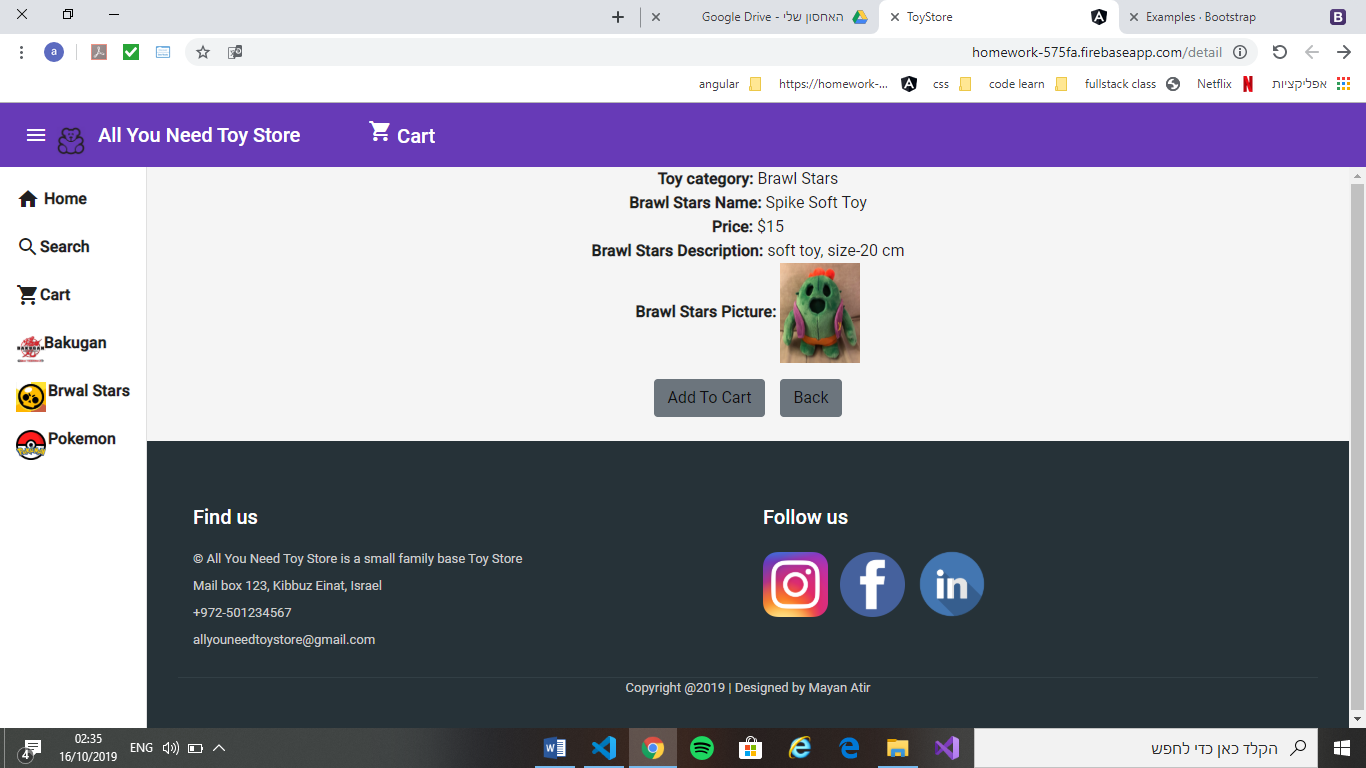 Google Drive - האחסון שלי
ToyStore
Examples · Bootstrap
a
homework-575fa.firebaseapp.com/detail
angular
https://homework-...
css
code learn
fullstack class
Netflix
אפליקציות
All You Need Toy Store
Cart
Home
Search
Cart
Bakugan
Brwal Stars
Pokemon
Toy category: Brawl Stars
Brawl Stars Name: Spike Soft Toy
Price: $15
Brawl Stars Description: soft toy, size-20 cm
Brawl Stars Picture:
Add To Cart
Back
Find us
© All You Need Toy Store is a small family base Toy Store
Mail box 123, Kibbuz Einat, Israel
+972-501234567
allyouneedtoystore@gmail.com
Follow us
Copyright @2019 | Designed by Mayan Atir
4
02:35
16/10/2019
ENG
הקלד כאן כדי לחפש